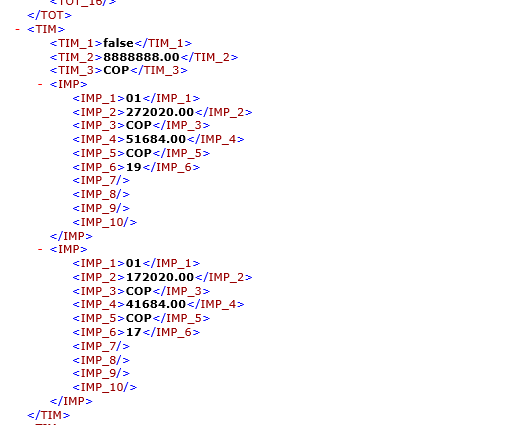 <TOT_16/>
</TOT>
- <TIM>
<TIM_1>false</TIM_1>
<TIM_2>8888888.00</TIM_2>
<TIM_3>COP</TIM_3>
- <IMP>
<IMP_1>01</IMP_1>
<IMP_2>272020.00</IMP_2>
<IMP_3>COP</IMP_3>
<IMP_4>51684.00</IMP_4>
<IMP_5>COP</IMP_5>
<IMP_6>19</IMP_6>
<IMP_7/>
<IMP_8/>
<IMP_9/>
<IMP_10/>
</IMP>
- <IMP>
<IMP_1>01</IMP_1>
<IMP_2>172020.00</IMP_2>
<IMP_3>COP</IMP_3>
<IMP_4>41684.00</IMP_4>
<IMP_5>COP</IMP_5>
<IMP_6>17</IMP_6>
<IMP_7/>
<IMP_8/>
<IMP_9/>
<IMP_10/>
</IMP>
</TIM>